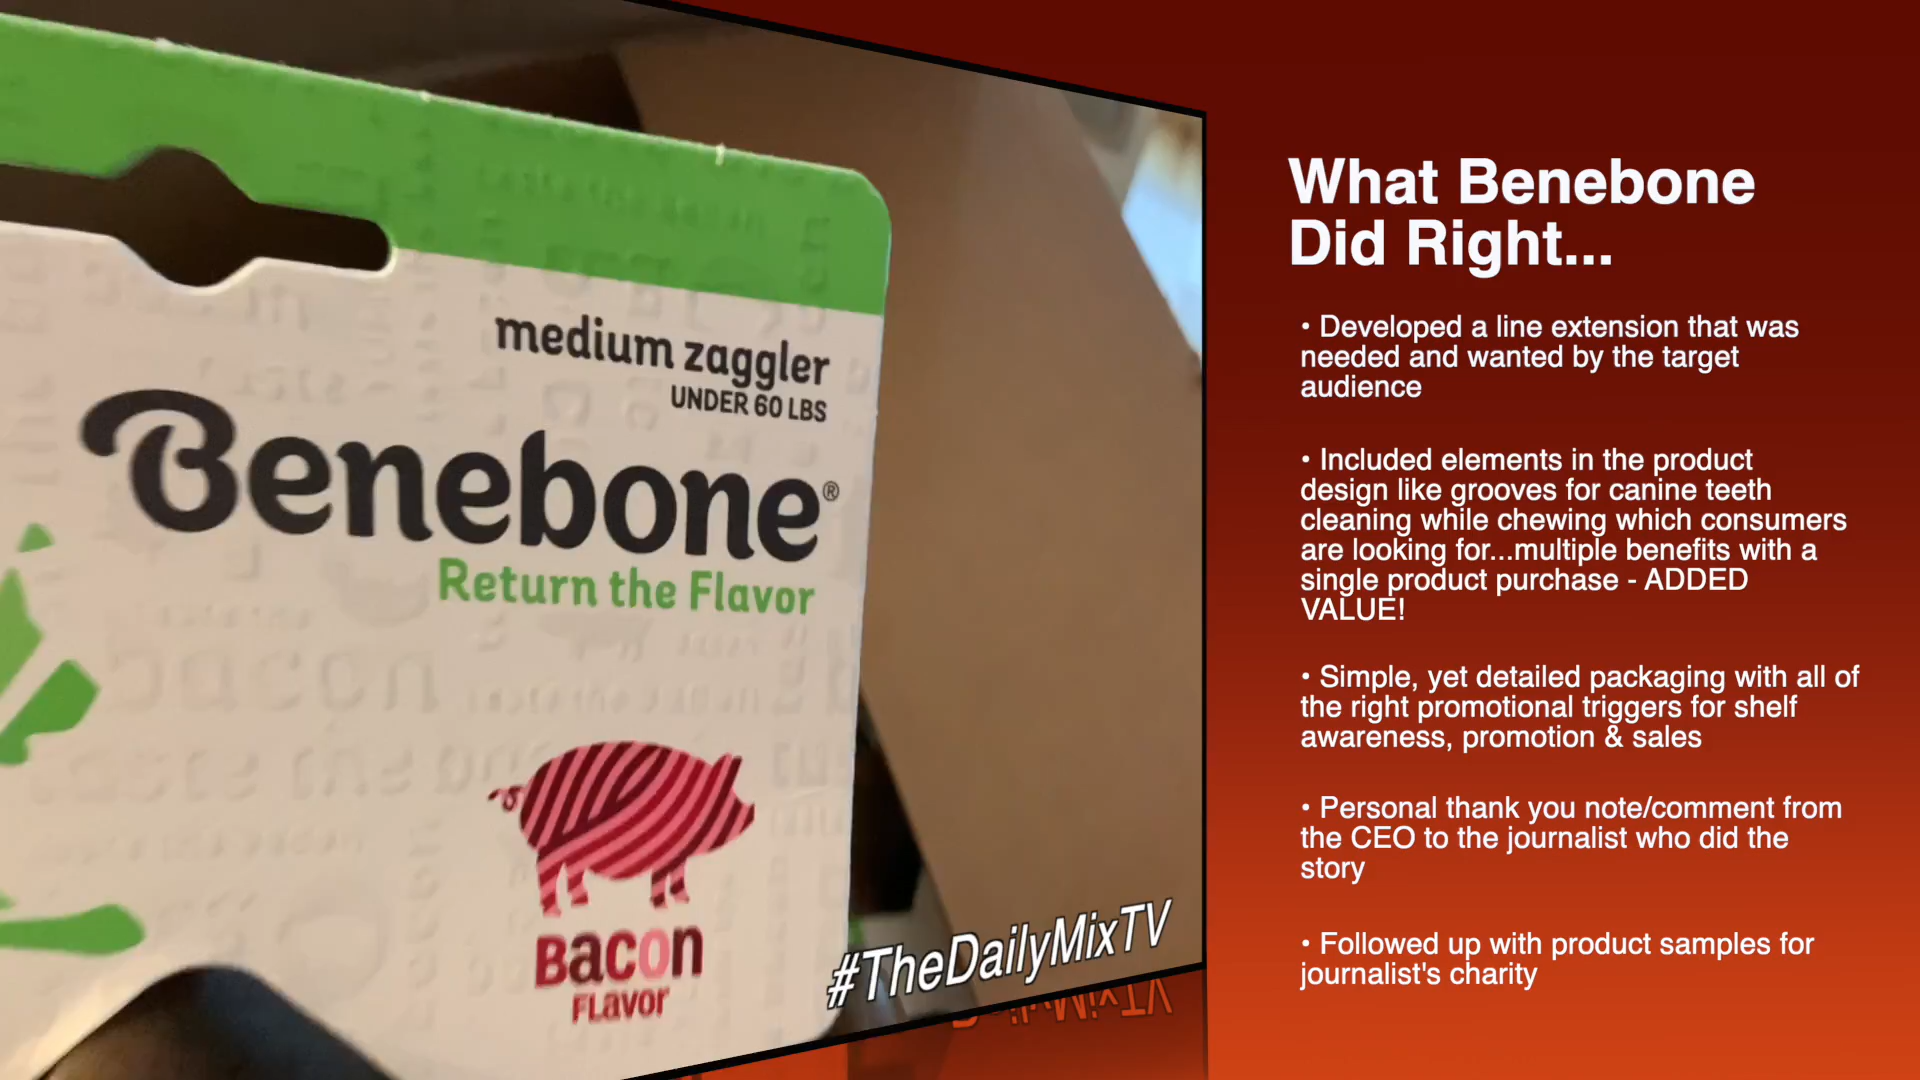 medium zaggler
UNDER 60 LBS
Benebone®
Return the Flavor
BACON
FLAVOR
#TheDailyMixTV
What Benebone
Did Right...
• Developed a line extension that was
needed and wanted by the target
audience
• Included elements in the product
design like grooves for canine teeth
cleaning while chewing which consumers
are looking for...multiple benefits with a
single product purchase - ADDED
VALUE!
• Simple, yet detailed packaging with all of
the right promotional triggers for shelf
awareness, promotion & sales
• Personal thank you note/comment from
the CEO to the journalist who did the
story
• Followed up with product samples for
journalist's charity